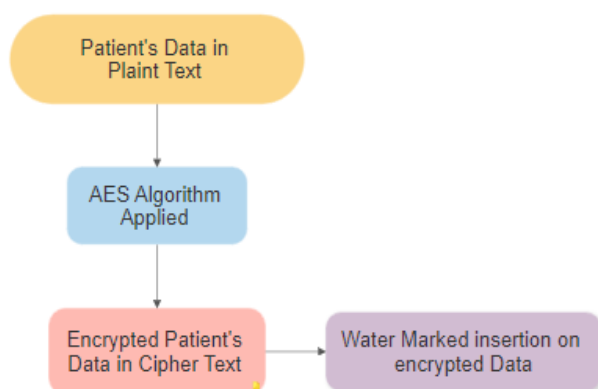 Patient's Data in
Plaint Text
AES Algorithm
Applied
Encrypted Patient's
Data in Cipher Text
Water Marked insertion on
encrypted Data